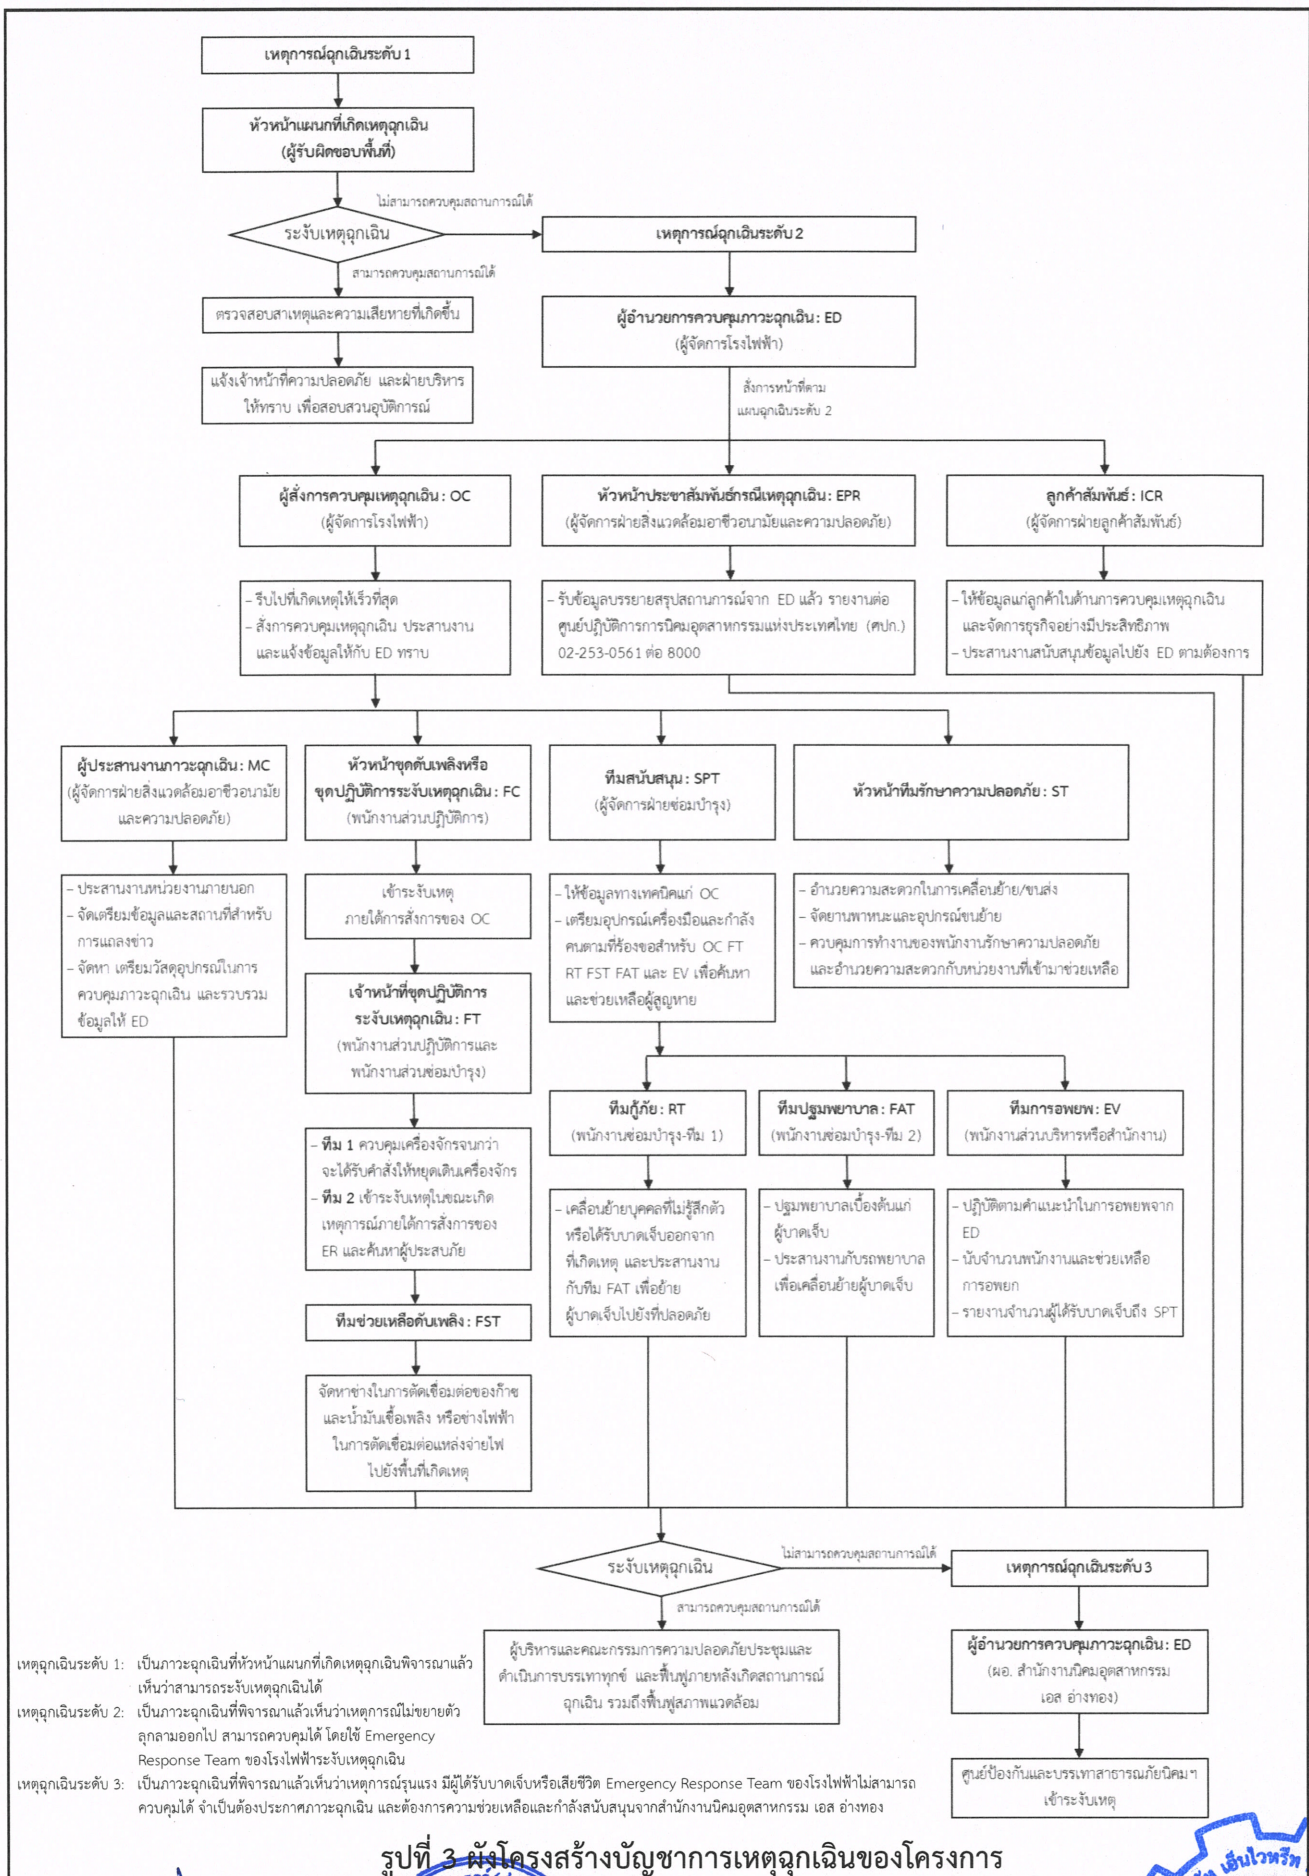 เหตุการณ์ฉุกเฉินระดับ 1
หัวหน้าแผนกที่เกิดเหตุฉุกเฉิน
(ผู้รับผิดชอบพื้นที่)
ไม่สามารถควบคุมสถานการณ์ได้
ระงับเหตุฉุกเฉิน
เหตุการณ์ฉุกเฉินระดับ 2
สามารถควบคุมสถานการณ์ได้
ตรวจสอบสาเหตุและความเสียหายที่เกิดขึ้น
ผู้อำนวยการควบคุมภาวะฉุกเฉิน : ED
(ผู้จัดการโรงไฟฟ้า)
แจ้งเจ้าหน้าที่ความปลอดภัย และฝ่ายบริหาร
ให้ทราบ เพื่อสอบสวนอุบัติการณ์
สั่งการหน้าที่ตาม
แผนฉุกเฉินระดับ 2
ผู้สั่งการควบคุมเหตุฉุกเฉิน : OC
(ผู้จัดการโรงไฟฟ้า)
หัวหน้าประชาสัมพันธ์กรณีเหตุฉุกเฉิน : EPR
(ผู้จัดการฝ่ายสิ่งแวดล้อมอาชีวอนามัยและความปลอดภัย)
ลูกค้าสัมพันธ์ : ICR
(ผู้จัดการฝ่ายลูกค้าสัมพันธ์)
– รีบไปที่เกิดเหตุให้เร็วที่สุด
– สั่งการควบคุมเหตุฉุกเฉิน ประสานงาน
และแจ้งข้อมูลให้กับ ED ทราบ
– รับข้อมูลบรรยายสรุปสถานการณ์จาก ED แล้ว รายงานต่อ
ศูนย์ปฏิบัติการการนิคมอุตสาหกรรมแห่งประเทศไทย (ศปก.)
02-253-0561 ต่อ 8000
– ให้ข้อมูลแก่ลูกค้าในด้านการควบคุมเหตุฉุกเฉิน
และจัดการธุรกิจอย่างมีประสิทธิภาพ
– ประสานงานสนับสนุนข้อมูลไปยัง ED ตามต้องการ
ผู้ประสานงานภาวะฉุกเฉิน : MC
(ผู้จัดการฝ่ายสิ่งแวดล้อมอาชีวอนามัย
และความปลอดภัย)
หัวหน้าชุดดับเพลิงหรือ
ชุดปฏิบัติการระงับเหตุฉุกเฉิน : FC
(พนักงานส่วนปฏิบัติการ)
ทีมสนับสนุน : SPT
(ผู้จัดการฝ่ายซ่อมบำรุง)
หัวหน้าทีมรักษาความปลอดภัย : ST
– ประสานงานหน่วยงานภายนอก
– จัดเตรียมข้อมูลและสถานที่สำหรับ
การแถลงข่าว
– จัดหา เตรียมวัสดุอุปกรณ์ในการ
ควบคุมภาวะฉุกเฉิน และรวบรวม
ข้อมูลให้ ED
เข้าระงับเหตุ
ภายใต้การสั่งการของ OC
– ให้ข้อมูลทางเทคนิคแก่ OC
– เตรียมอุปกรณ์เครื่องมือและกำลัง
คนตามที่ร้องขอสำหรับ OC FT
RT FST FAT และ EV เพื่อค้นหา
และช่วยเหลือผู้สูญหาย
– อำนวยความสะดวกในการเคลื่อนย้าย/ขนส่ง
– จัดยานพาหนะและอุปกรณ์ขนย้าย
– ควบคุมการทำงานของพนักงานรักษาความปลอดภัย
และอำนวยความสะดวกกับหน่วยงานที่เข้ามาช่วยเหลือ
เจ้าหน้าที่ชุดปฏิบัติการ
ระงับเหตุฉุกเฉิน : FT
(พนักงานส่วนปฏิบัติการและ
พนักงานส่วนซ่อมบำรุง)
ทีมกู้ภัย : RT
(พนักงานซ่อมบำรุง-ทีม 1)
ทีมปฐมพยาบาล : FAT
(พนักงานซ่อมบำรุง-ทีม 2)
ทีมการอพยพ : EV
(พนักงานส่วนบริหารหรือสำนักงาน)
– ทีม 1 ควบคุมเครื่องจักรจนกว่า
จะได้รับคำสั่งให้หยุดเดินเครื่องจักร
– ทีม 2 เข้าระงับเหตุในขณะเกิด
เหตุการณ์ภายใต้การสั่งการของ
ER และค้นหาผู้ประสบภัย
– เคลื่อนย้ายบุคคลที่ไม่รู้สึกตัว
หรือได้รับบาดเจ็บออกจาก
ที่เกิดเหตุ และประสานงาน
กับทีม FAT เพื่อย้าย
ผู้บาดเจ็บไปยังที่ปลอดภัย
– ปฐมพยาบาลเบื้องต้นแก่
ผู้บาดเจ็บ
– ประสานงานกับรถพยาบาล
เพื่อเคลื่อนย้ายผู้บาดเจ็บ
– ปฏิบัติตามคำแนะนำในการอพยพจาก
ED
– นับจำนวนพนักงานและช่วยเหลือ
การอพยก
– รายงานจำนวนผู้ได้รับบาดเจ็บถึง SPT
ทีมช่วยเหลือดับเพลิง : FST
จัดหาช่างในการตัดเชื่อมต่อของก๊าซ
และน้ำมันเชื้อเพลิง หรือช่างไฟฟ้า
ในการตัดเชื่อมต่อแหล่งจ่ายไฟ
ไปยังพื้นที่เกิดเหตุ
ไม่สามารถควบคุมสถานการณ์ได้
ระงับเหตุฉุกเฉิน
เหตุการณ์ฉุกเฉินระดับ 3
สามารถควบคุมสถานการณ์ได้
ผู้บริหารและคณะกรรมการความปลอดภัยประชุมและ
ดำเนินการบรรเทาทุกข์ และฟื้นฟูภายหลังเกิดสถานการณ์
ฉุกเฉิน รวมถึงฟื้นฟูสภาพแวดล้อม
ผู้อำนวยการควบคุมภาวะฉุกเฉิน : ED
(ผอ. สำนักงานนิคมอุตสาหกรรม
เอส อ่างทอง)
ศูนย์ป้องกันและบรรเทาสาธารณภัยนิคมฯ
เข้าระงับเหตุ
เหตุฉุกเฉินระดับ 1: เป็นภาวะฉุกเฉินที่หัวหน้าแผนกที่เกิดเหตุฉุกเฉินพิจารณาแล้ว
เห็นว่าสามารถระงับเหตุฉุกเฉินได้
เหตุฉุกเฉินระดับ 2: เป็นภาวะฉุกเฉินที่พิจารณาแล้วเห็นว่าเหตุการณ์ไม่ขยายตัว
ลุกลามออกไป สามารถควบคุมได้ โดยใช้ Emergency
Response Team ของโรงไฟฟ้าระงับเหตุฉุกเฉิน
เหตุฉุกเฉินระดับ 3: เป็นภาวะฉุกเฉินที่พิจารณาแล้วเห็นว่าเหตุการณ์รุนแรง มีผู้ได้รับบาดเจ็บหรือเสียชีวิต Emergency Response Team ของโรงไฟฟ้าไม่สามารถ
ควบคุมได้ จำเป็นต้องประกาศภาวะฉุกเฉิน และต้องการความช่วยเหลือและกำลังสนับสนุนจากสำนักงานนิคมอุตสาหกรรม เอส อ่างทอง
รูปที่ 3 ผังโครงสร้างบัญชาการเหตุฉุกเฉินของโครงการ